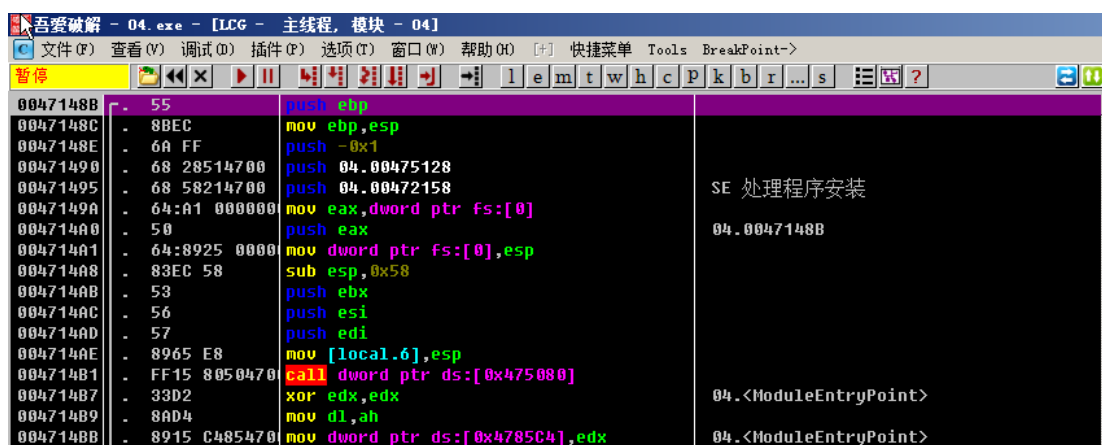 吾爱破解 - 04.exe - [LCG - 主线程, 模块 - 04]
C 文件(F) 查看(V) 调试(D) 插件(P) 选项(T) 窗口(W) 帮助(H) [+] 快捷菜单 Tools BreakPoint->
暂停 l e m t w h c P k b r ... s ?
0047148B . 55 push ebp
0047148C . 8BEC mov ebp,esp
0047148E . 6A FF push -0x1
00471490 . 68 28514700 push 04.00475128
00471495 . 68 58214700 push 04.00472158 SE 处理程序安装
0047149A . 64:A1 000000 mov eax,dword ptr fs:[0]
004714A0 . 50 push eax 04.0047148B
004714A1 . 64:8925 0000 mov dword ptr fs:[0],esp
004714A8 . 83EC 58 sub esp,0x58
004714AB . 53 push ebx
004714AC . 56 push esi
004714AD . 57 push edi
004714AE . 8965 E8 mov [local.6],esp
004714B1 . FF15 8050470 call dword ptr ds:[0x475080]
004714B7 . 33D2 xor edx,edx 04.<ModuleEntryPoint>
004714B9 . 8AD4 mov dl,ah
004714BB . 8915 C485470 mov dword ptr ds:[0x4785C4],edx 04.<ModuleEntryPoint>